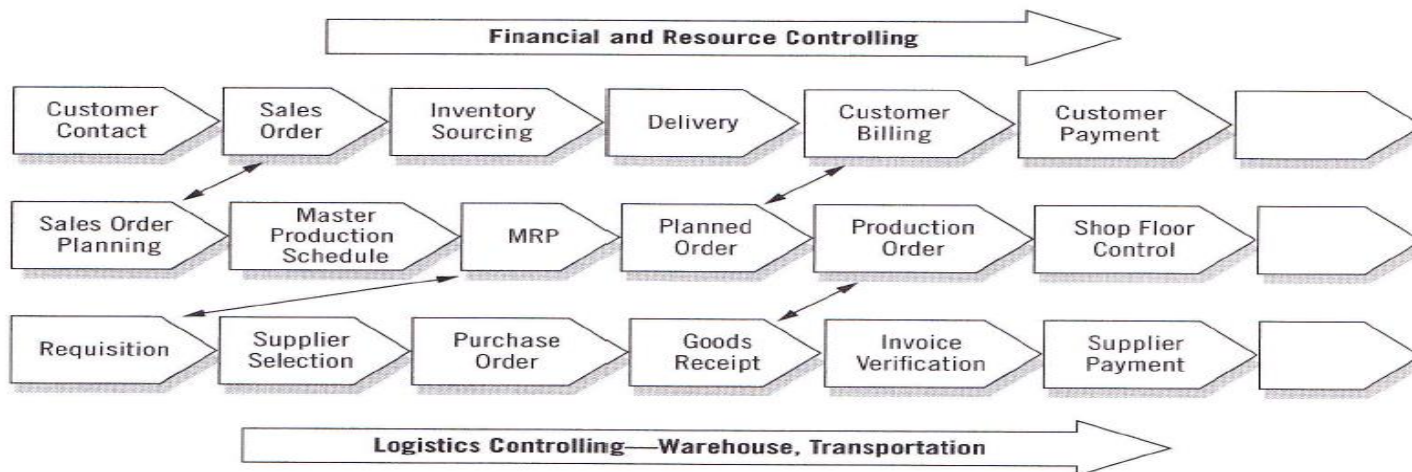 Financial and Resource Controlling
Customer
Contact
Sales
Order
Inventory
Sourcing
Delivery
Customer
Billing
Customer
Payment
Sales Order
Planning
Master
Production
Schedule
MRP
Planned
Order
Production
Order
Shop Floor
Control
Requisition
Supplier
Selection
Purchase
Order
Goods
Receipt
Invoice
Verification
Supplier
Payment
Logistics Controlling—Warehouse, Transportation